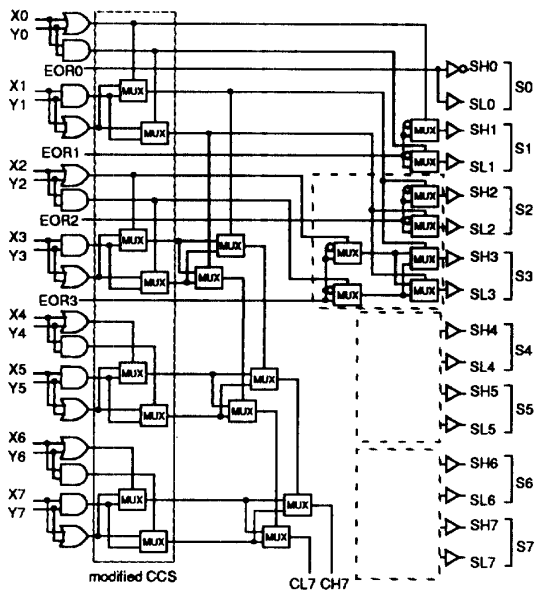 X0
Y0
EOR0
SH0
S0
SL0
X1
Y1
MUX
MUX
MUX
SH1
S1
EOR1
MUX
SL1
X2
Y2
MUX
SH2
S2
EOR2
MUX
SL2
X3
Y3
MUX
MUX
MUX
MUX
SH3
S3
MUX
MUX
EOR3
MUX
MUX
SL3
X4
Y4
SH4
S4
SL4
X5
Y5
MUX
MUX
SH5
S5
MUX
MUX
SL5
X6
Y6
SH6
S6
SL6
X7
Y7
MUX
MUX
SH7
S7
MUX
MUX
SL7
modified CCS
CL7 CH7